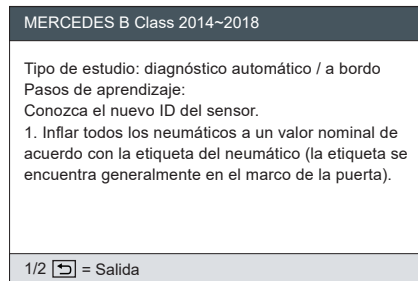 MERCEDES B Class 2014~2018
Tipo de estudio: diagnóstico automático / a bordo
Pasos de aprendizaje:
Conozca el nuevo ID del sensor.
1. Inflar todos los neumáticos a un valor nominal de
acuerdo con la etiqueta del neumático (la etiqueta se
encuentra generalmente en el marco de la puerta).
1/2 = Salida